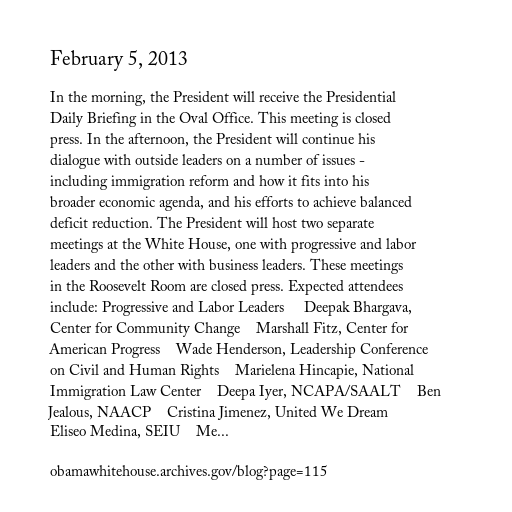 February 5, 2013
In the morning, the President will receive the Presidential
Daily Briefing in the Oval Office. This meeting is closed
press. In the afternoon, the President will continue his
dialogue with outside leaders on a number of issues -
including immigration reform and how it fits into his
broader economic agenda, and his efforts to achieve balanced
deficit reduction. The President will host two separate
meetings at the White House, one with progressive and labor
leaders and the other with business leaders. These meetings
in the Roosevelt Room are closed press. Expected attendees
include: Progressive and Labor Leaders Deepak Bhargava,
Center for Community Change Marshall Fitz, Center for
American Progress Wade Henderson, Leadership Conference
on Civil and Human Rights Marielena Hincapie, National
Immigration Law Center Deepa Iyer, NCAPA/SAALT Ben
Jealous, NAACP Cristina Jimenez, United We Dream
Eliseo Medina, SEIU Me...
obamawhitehouse.archives.gov/blog?page=115